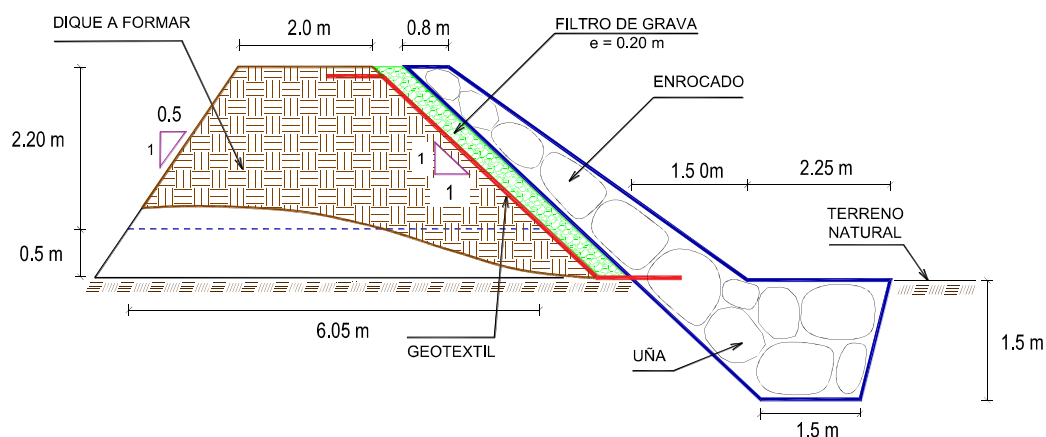 DIQUE A FORMAR
2.0 m
0.8 m
FILTRO DE GRAVA
e = 0.20 m
ENROCADO
0.5
1
2.20 m
1
1
1.5 0m
2.25 m
TERRENO
NATURAL
0.5 m
6.05 m
GEOTEXTIL
UÑA
1.5 m
1.5 m